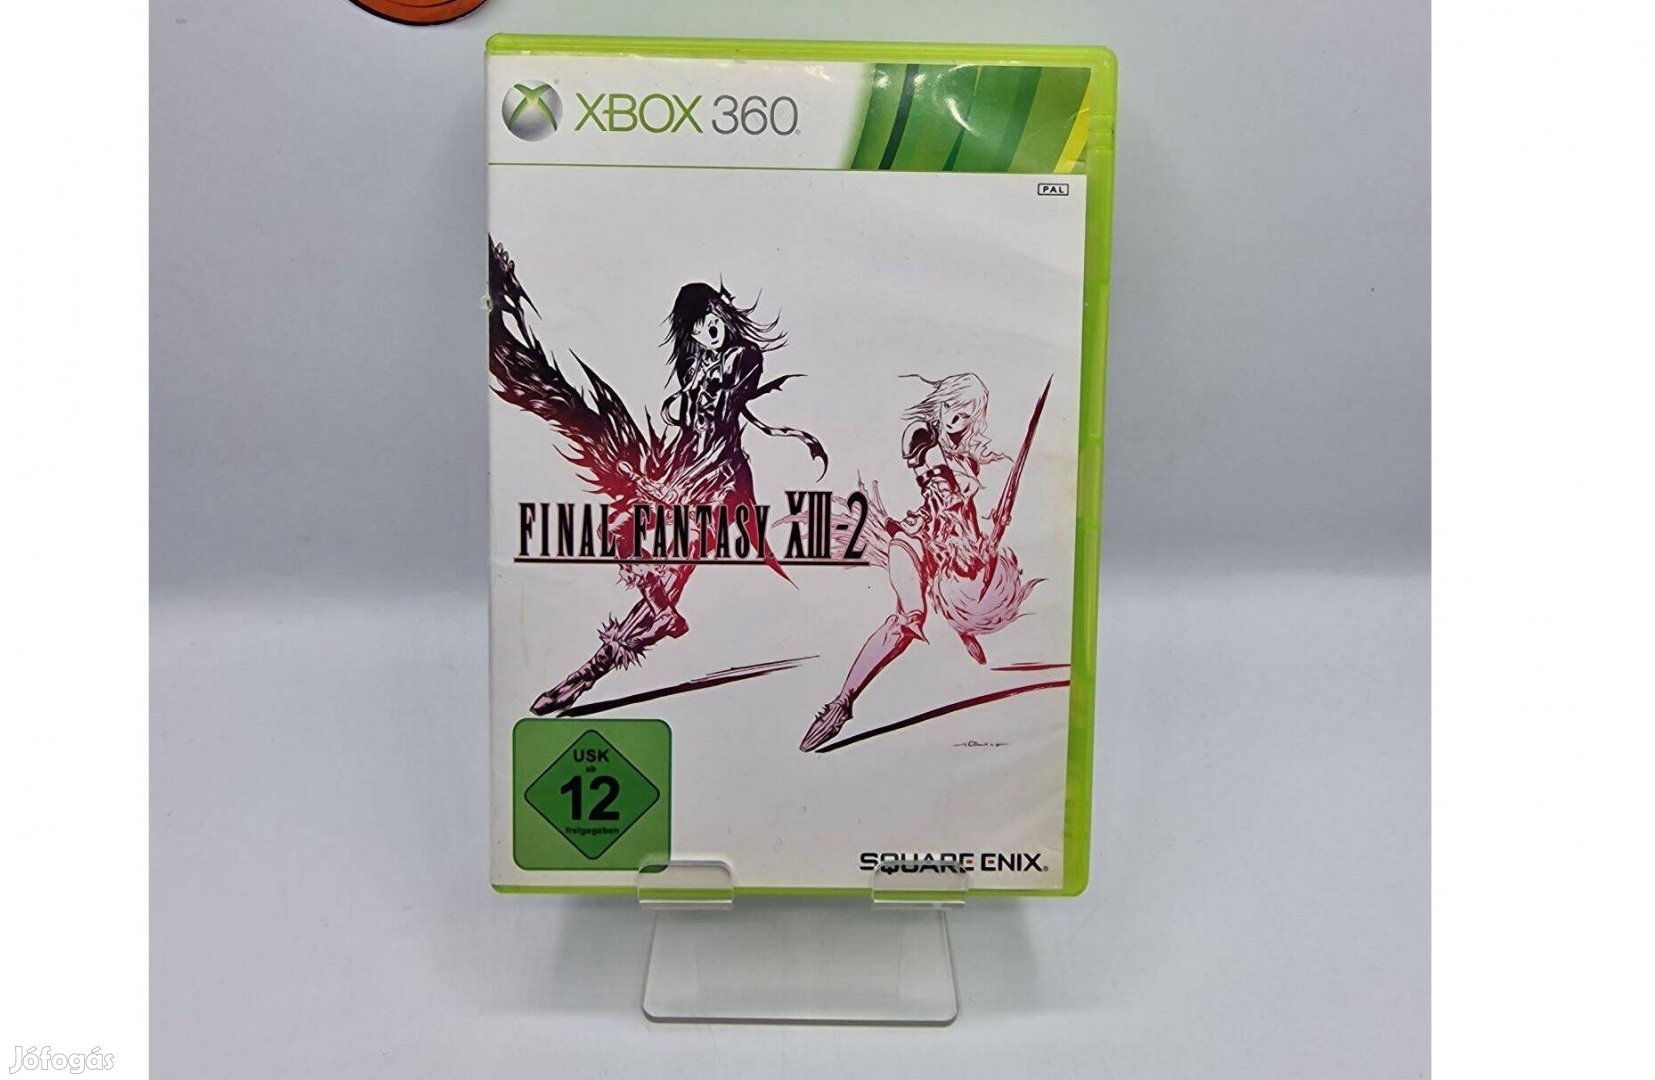 XBOX 360
PAL
FINAL FANTASY XIII-2
USK
ab
12
freigegeben
SQUARE ENIX
Jófogás